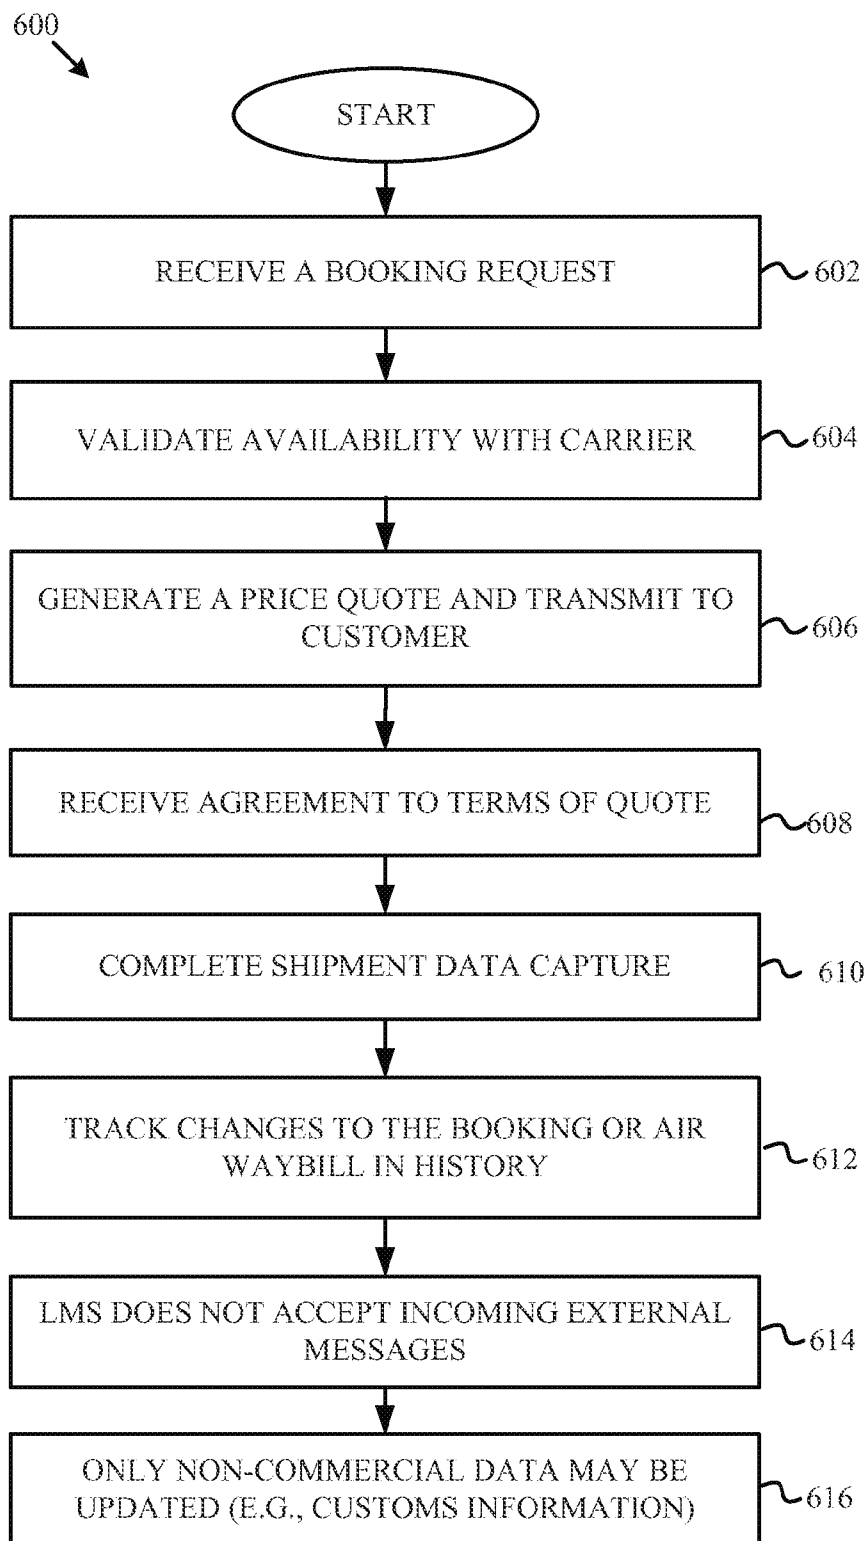 600
START
RECEIVE A BOOKING REQUEST
602
VALIDATE AVAILABILITY WITH CARRIER
604
GENERATE A PRICE QUOTE AND TRANSMIT TO
CUSTOMER
606
RECEIVE AGREEMENT TO TERMS OF QUOTE
608
COMPLETE SHIPMENT DATA CAPTURE
610
TRACK CHANGES TO THE BOOKING OR AIR
WAYBILL IN HISTORY
612
LMS DOES NOT ACCEPT INCOMING EXTERNAL
MESSAGES
614
ONLY NON-COMMERCIAL DATA MAY BE
UPDATED (E.G., CUSTOMS INFORMATION)
616